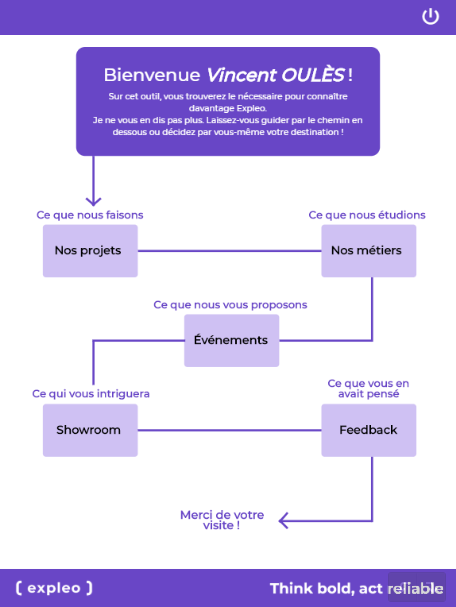 Bienvenue Vincent OULÈS !
Sur cet outil, vous trouverez le nécessaire pour connaître
davantage Expleo.
Je ne vous en dis pas plus. Laissez-vous guider par le chemin en
dessous ou décidez par vous-même votre destination !
Ce que nous faisons
Ce que nous étudions
Nos projets
Nos métiers
Ce que nous vous proposons
Événements
Ce qui vous intriguera
Ce que vous en
avait pensé
Showroom
Feedback
Merci de votre
visite !
( expleo )
Think bold, act reliable